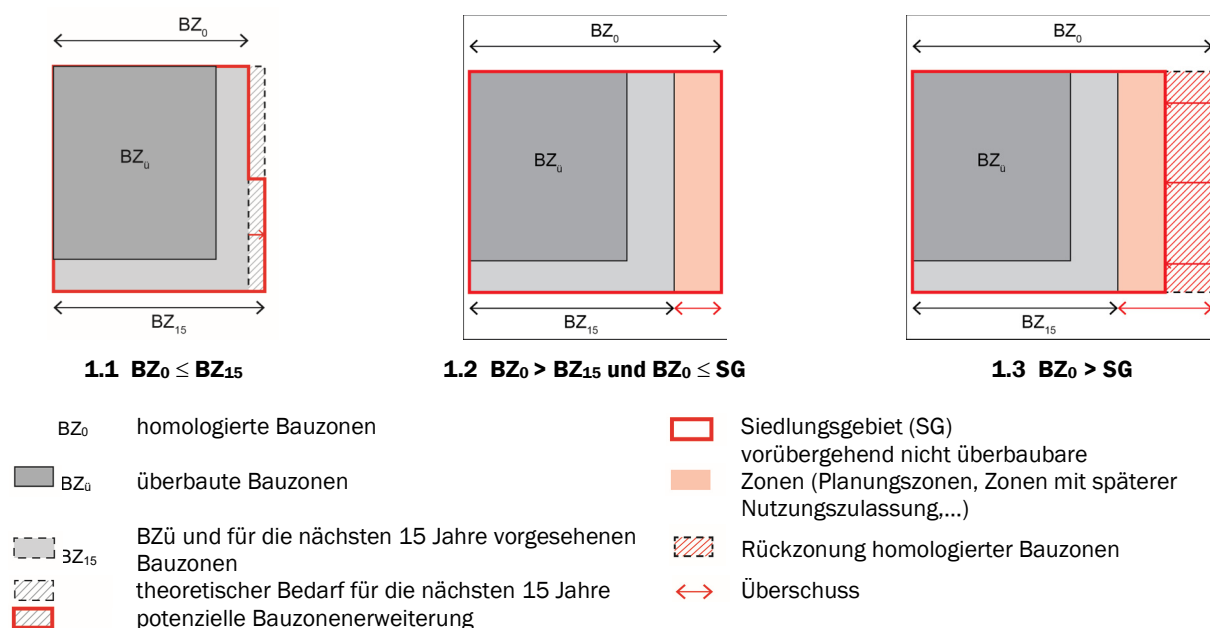 BZ₀
BZü
BZ₁₅
1.1 BZ₀ ≤ BZ₁₅
BZ₀
BZü
BZ₁₅
1.2 BZ₀ > BZ₁₅ und BZ₀ ≤ SG
BZ₀
BZü
BZ₁₅
1.3 BZ₀ > SG
BZ₀ homologierte Bauzonen
BZü überbaute Bauzonen
BZ₁₅ BZÜ und für die nächsten 15 Jahre vorgesehenen
Bauzonen
theoretischer Bedarf für die nächsten 15 Jahre
potenzielle Bauzonenerweiterung
Siedlungsgebiet (SG)
vorübergehend nicht überbaubare
Zonen (Planungszonen, Zonen mit späterer
Nutzungszulassung,...)
Rückzonung homologierter Bauzonen
Überschuss